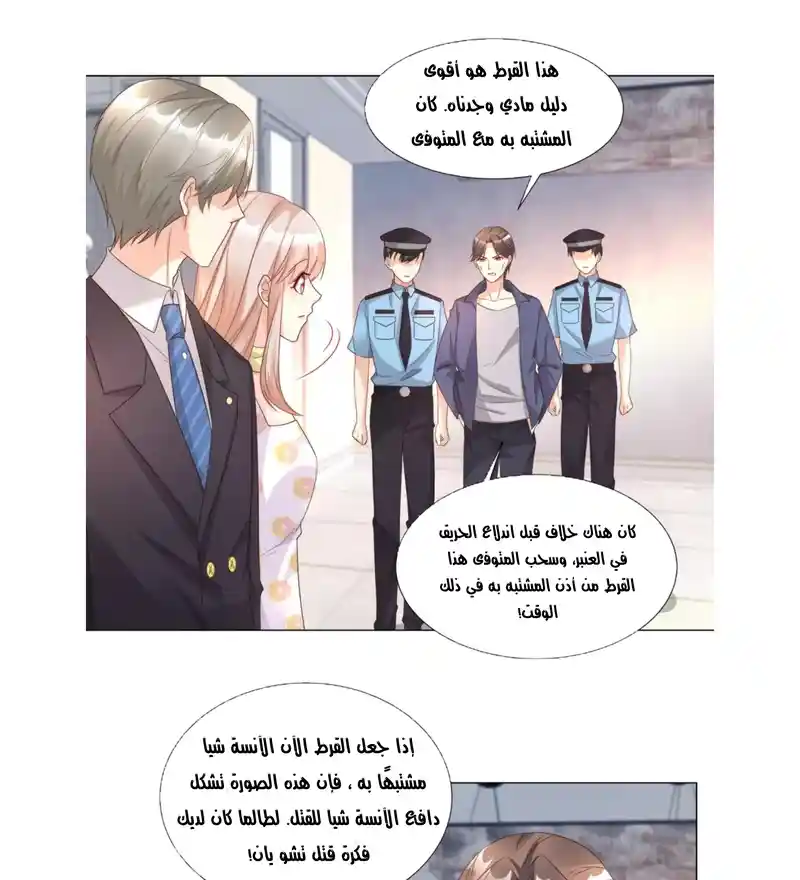 هذا القرط هو أقوى
دليل مادي وجدناه. كان
المشتبه به مع المتوفى
كان هناك خلاف قبل اندلاع الحريق
في العنبر، وسحب المتوفى هذا
القرط من أذن المشتبه به في ذلك
الوقت!
إذا جعل القرط الآن الأنسة شيا
مشتبهًا به ، فإن هذه الصورة تشكل
دافع الأنسة شيا للقتل. لطالما كان لديك
فكرة قتل تشو يان!